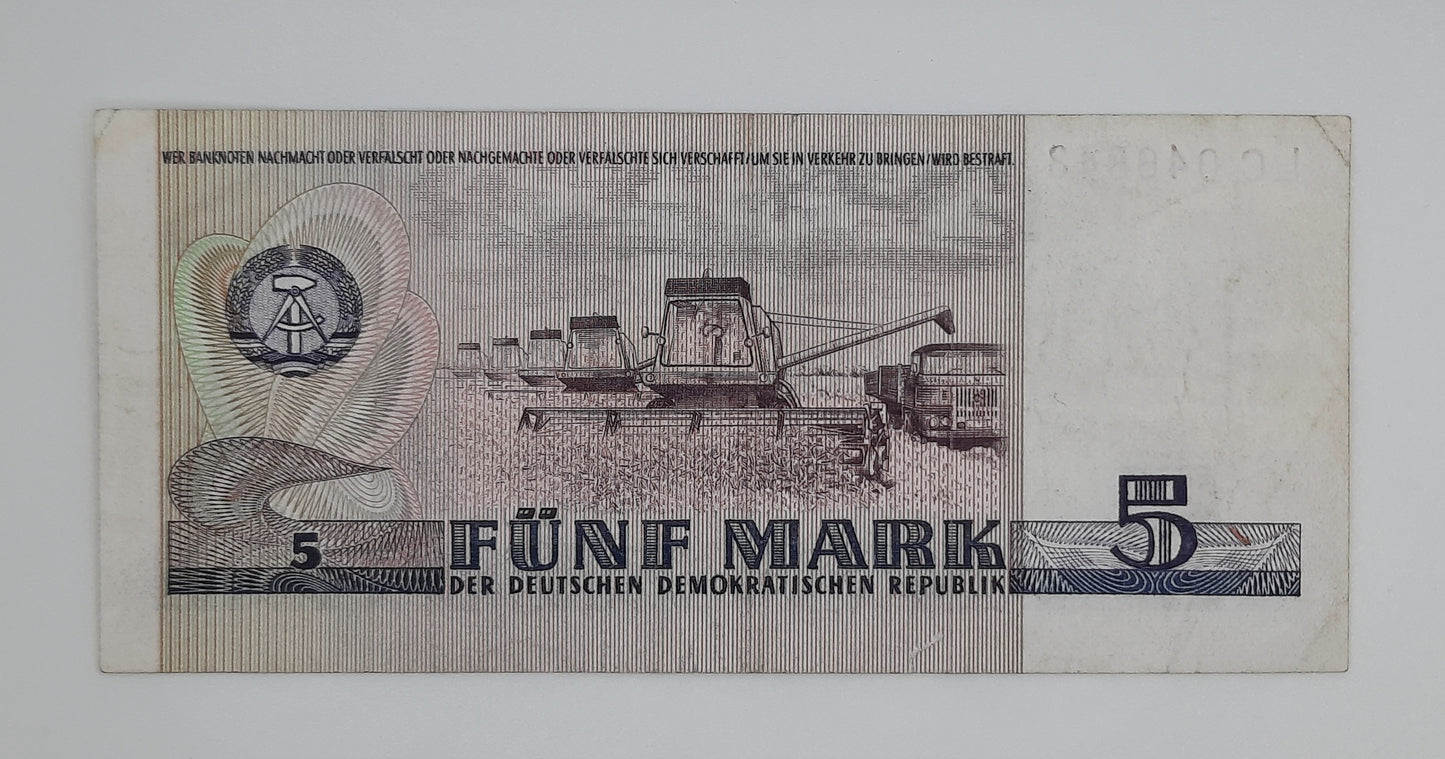 WER BANKNOTEN NACHMACHT ODER VERFÄLSCHT ODER NACHGEMACHTE ODER VERFÄLSCHTE SICH VERSCHAFFT/UM SIE IN VERKEHR ZU BRINGEN/WIRD BESTRAFT.
5
FÜNF MARK
5
DER DEUTSCHEN DEMOKRATISCHEN REPUBLIK